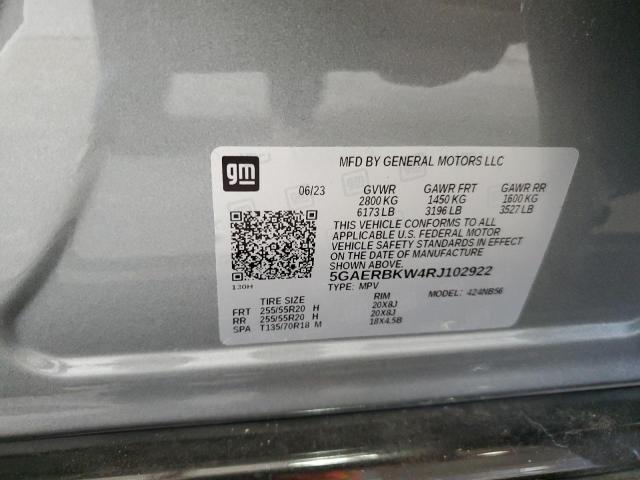 gm
MFD BY GENERAL MOTORS LLC
06/23 GVWR GAWR FRT GAWR RR
2800 KG 1450 KG 1600 KG
6173 LB 3196 LB 3527 LB
THIS VEHICLE CONFORMS TO ALL
APPLICABLE U.S. FEDERAL MOTOR
VEHICLE SAFETY STANDARDS IN EFFECT
ON THE DATE OF MANUFACTURE
SHOWN ABOVE.
5GAERBKW4RJ102922
130H
TYPE: MPV MODEL: 424NB56
TIRE SIZE RIM
FRT 255/55R20 H 20X8J
RR 255/55R20 H 20X8J
SPA T135/70R18 M 18X4.5B